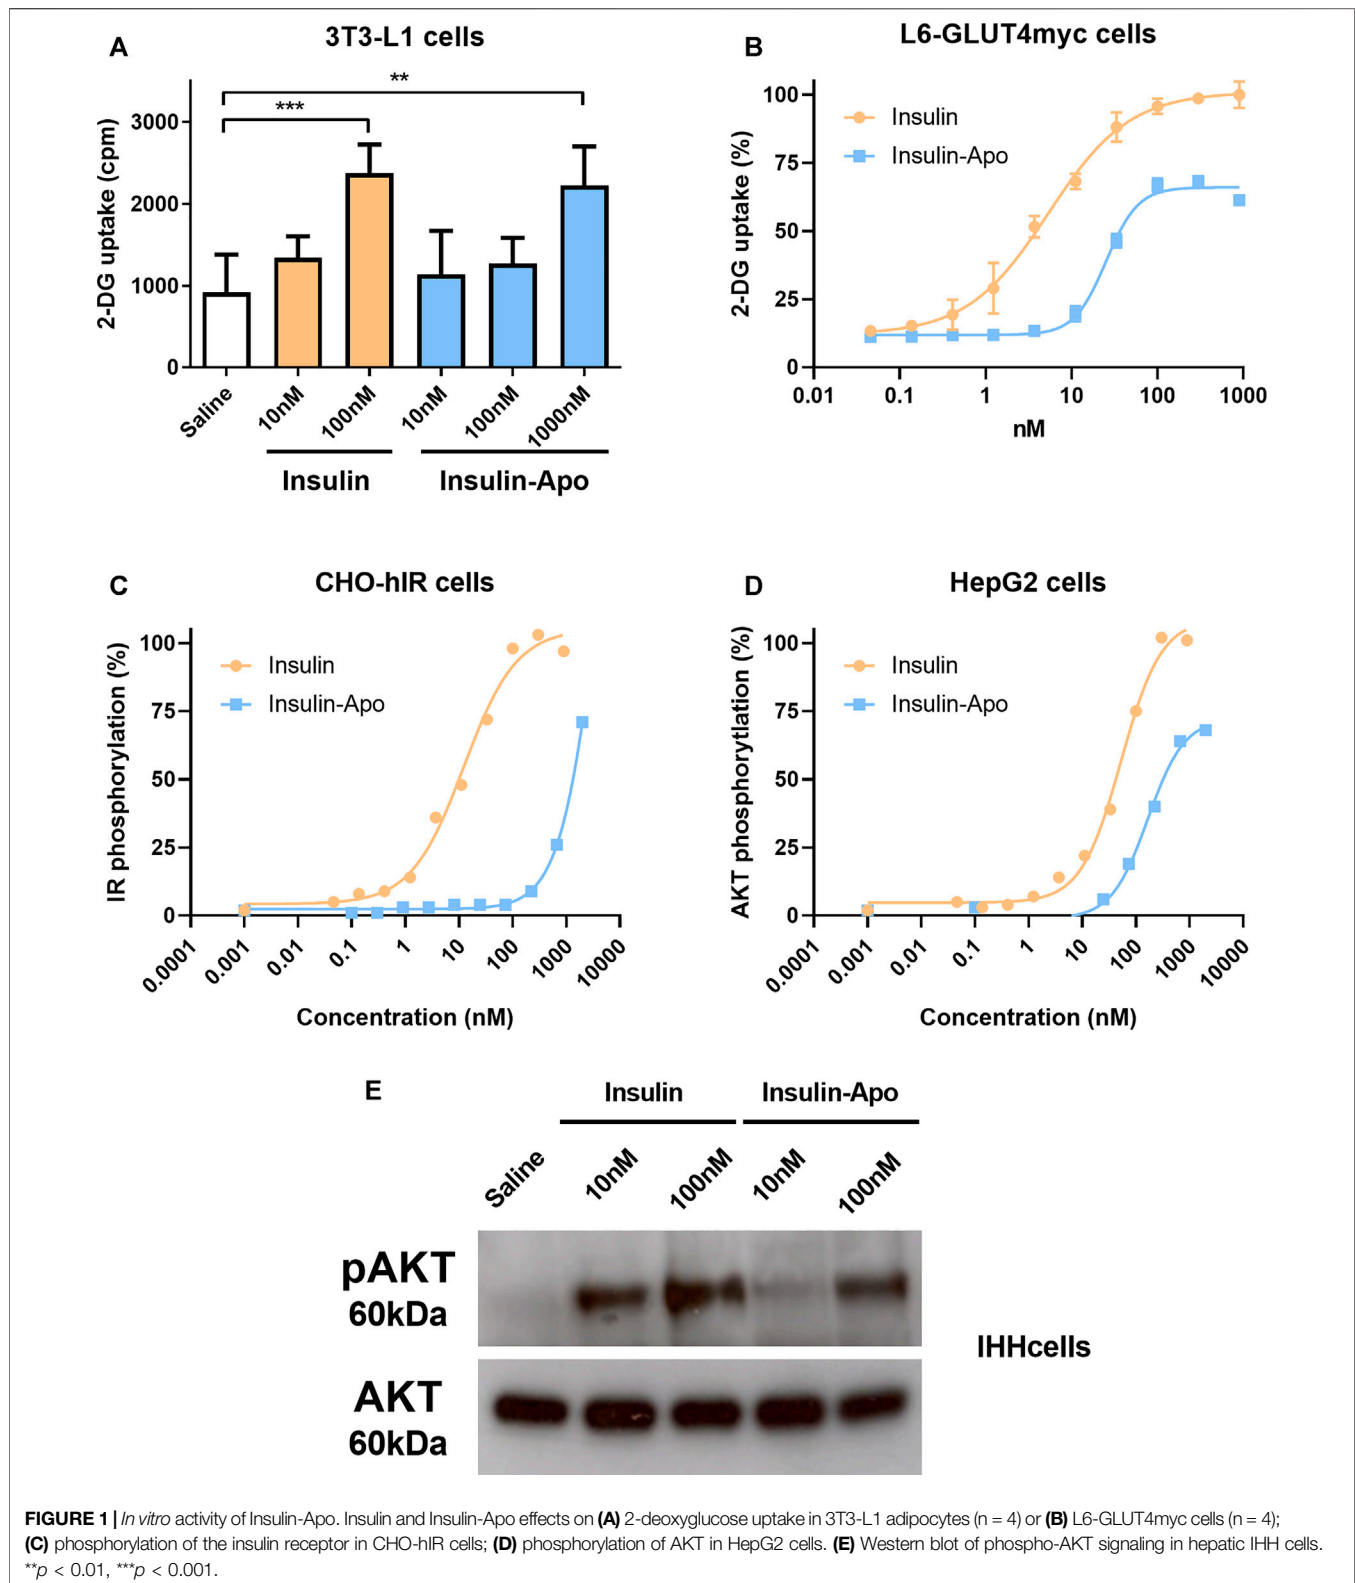 A
3T3-L1 cells
2-DG uptake (cpm)
3000
2000
1000
0
***
**
Saline
10nM
100nM
10nM
100nM
1000nM
Insulin
Insulin-Apo
B
L6-GLUT4myc cells
2-DG uptake (%)
100
75
50
25
0
Insulin
Insulin-Apo
0.01
0.1
1
10
100
1000
nM
C
CHO-hIR cells
IR phosphorylation (%)
100
75
50
25
0
Insulin
Insulin-Apo
0.0001
0.001
0.01
0.1
1
10
100
1000
10000
Concentration (nM)
D
HepG2 cells
AKT phosphorytlation (%)
100
75
50
25
0
Insulin
Insulin-Apo
0.0001
0.001
0.01
0.1
1
10
100
1000
10000
Concentration (nM)
E
Insulin
Insulin-Apo
Saline
10nM
100nM
10nM
100nM
pAKT
60kDa
AKT
60kDa
IHHcells
FIGURE 1 | In vitro activity of Insulin-Apo. Insulin and Insulin-Apo effects on (A) 2-deoxyglucose uptake in 3T3-L1 adipocytes (n = 4) or (B) L6-GLUT4myc cells (n = 4);
(C) phosphorylation of the insulin receptor in CHO-hIR cells; (D) phosphorylation of AKT in HepG2 cells. (E) Western blot of phospho-AKT signaling in hepatic IHH cells.
**p < 0.01, ***p < 0.001.